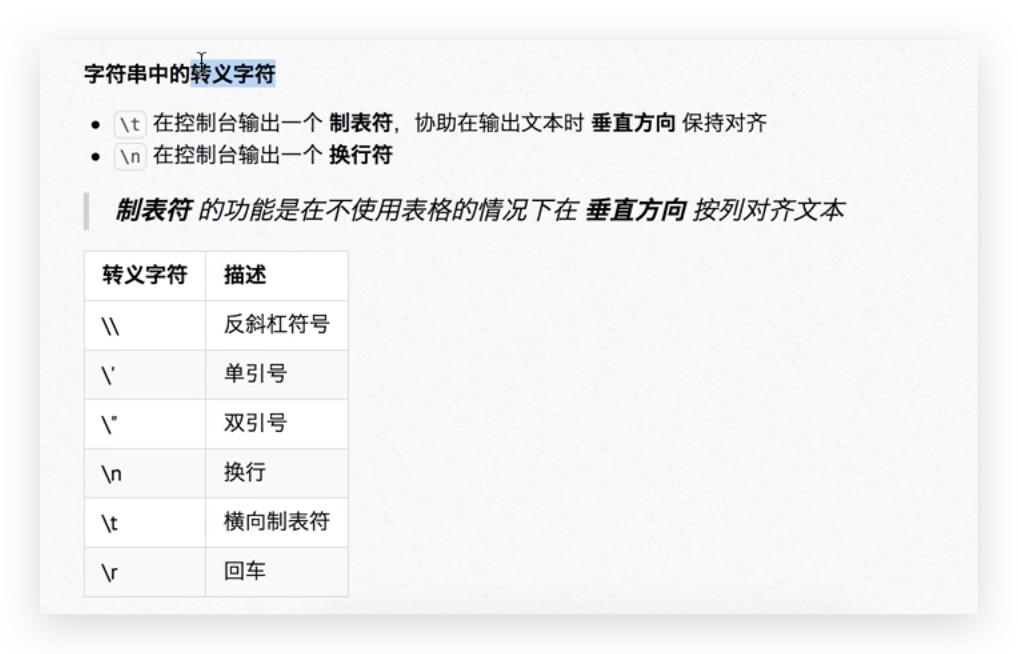 字符串中的转义字符
• \t 在控制台输出一个 制表符，协助在输出文本时 垂直方向 保持对齐
• \n 在控制台输出一个 换行符
制表符 的功能是在不使用表格的情况下在 垂直方向 按列对齐文本
转义字符 描述
\\ 反斜杠符号
\' 单引号
\" 双引号
\n 换行
\t 横向制表符
\r 回车